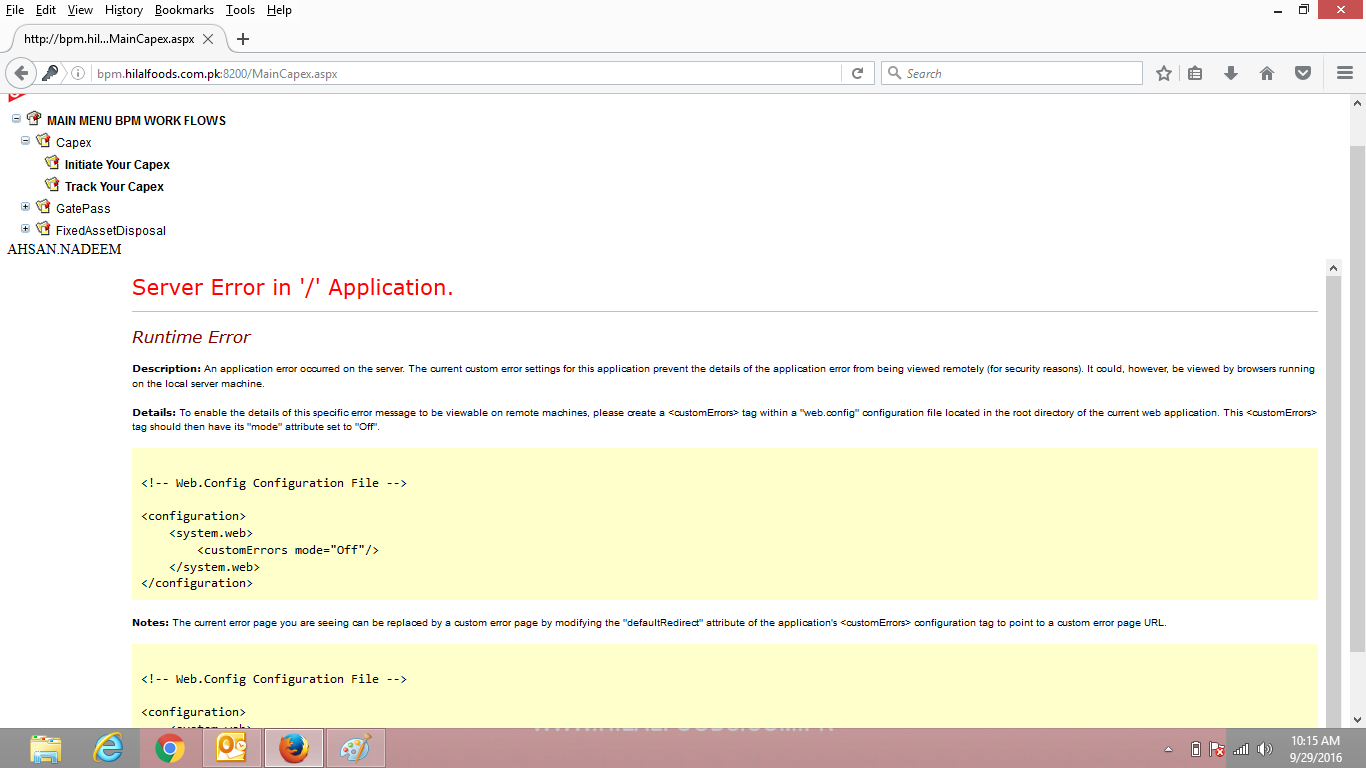 File Edit View History Bookmarks Tools Help
http://bpm.hil...MainCapex.aspx
bpm.hilalfoods.com.pk:8200/MainCapex.aspx
Search
MAIN MENU BPM WORK FLOWS
Capex
Initiate Your Capex
Track Your Capex
GatePass
FixedAssetDisposal
AHSAN.NADEEM
Server Error in '/' Application.
Runtime Error
Description: An application error occurred on the server. The current custom error settings for this application prevent the details of the application error from being viewed remotely (for security reasons). It could, however, be viewed by browsers running
on the local server machine.
Details: To enable the details of this specific error message to be viewable on remote machines, please create a <customErrors> tag within a "web.config" configuration file located in the root directory of the current web application. This <customErrors>
tag should then have its "mode" attribute set to "Off".
<!-- Web.Config Configuration File -->
<configuration>
<system.web>
<customErrors mode="Off"/>
</system.web>
</configuration>
Notes: The current error page you are seeing can be replaced by a custom error page by modifying the "defaultRedirect" attribute of the application's <customErrors> configuration tag to point to a custom error page URL.
<!-- Web.Config Configuration File -->
<configuration>
<system.web>
10:15 AM
9/29/2016